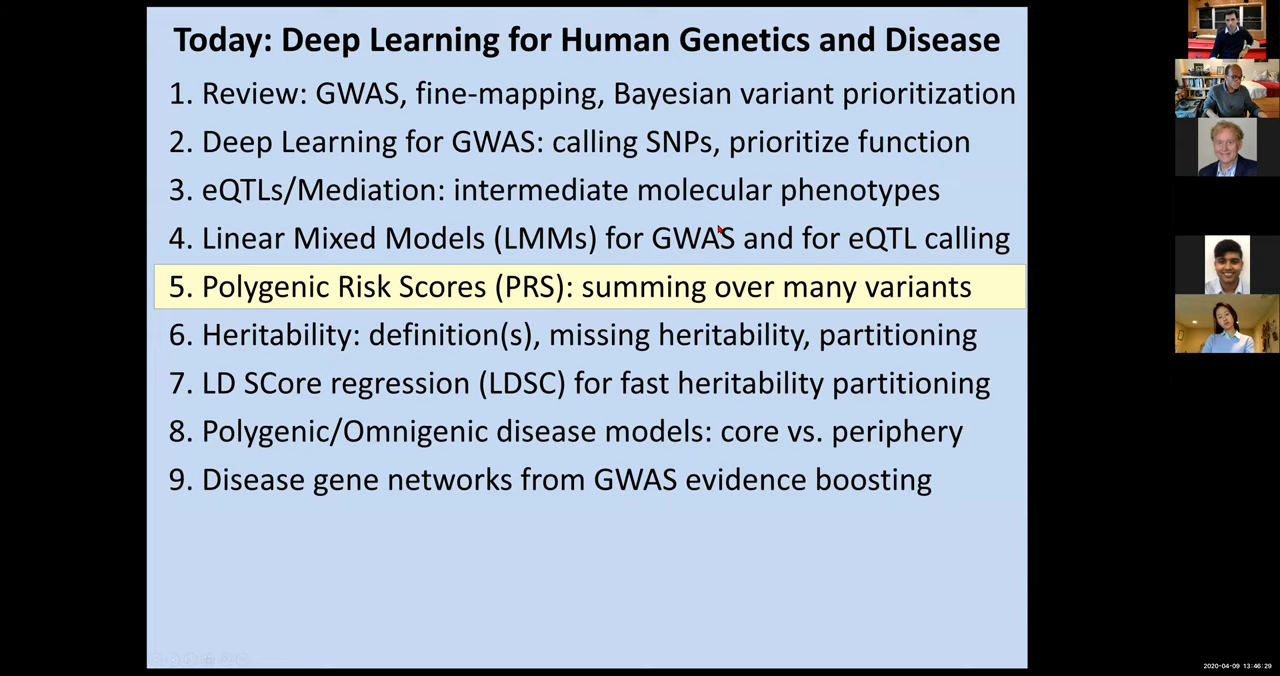 Today: Deep Learning for Human Genetics and Disease
1. Review: GWAS, fine-mapping, Bayesian variant prioritization
2. Deep Learning for GWAS: calling SNPs, prioritize function
3. eQTLs/Mediation: intermediate molecular phenotypes
4. Linear Mixed Models (LMMs) for GWAS and for eQTL calling
5. Polygenic Risk Scores (PRS): summing over many variants
6. Heritability: definition(s), missing heritability, partitioning
7. LD SCore regression (LDSC) for fast heritability partitioning
8. Polygenic/Omnigenic disease models: core vs. periphery
9. Disease gene networks from GWAS evidence boosting
2020-04-09 13:46:29